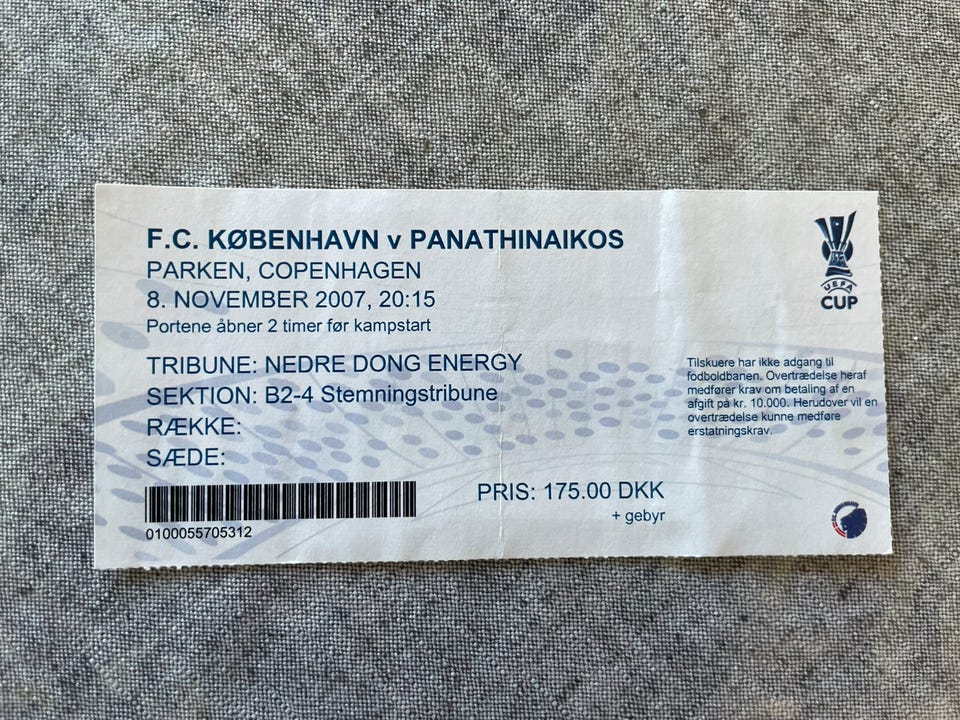 F.C. KØBENHAVN v PANATHINAIKOS
PARKEN, COPENHAGEN
8. NOVEMBER 2007, 20:15
Portene åbner 2 timer før kampstart
UEFA
CUP
TRIBUNE: NEDRE DONG ENERGY
SEKTION: B2-4 Stemningstribune
RÆKKE:
SÆDE:
Tilskuere har ikke adgang til
fodboldbanen. Overtrædelse heraf
medfører krav om betaling af en
afgift på kr. 10.000. Herudover vil en
overtrædelse kunne medføre
erstatningskrav.
PRIS: 175.00 DKK
+ gebyr
0100055705312